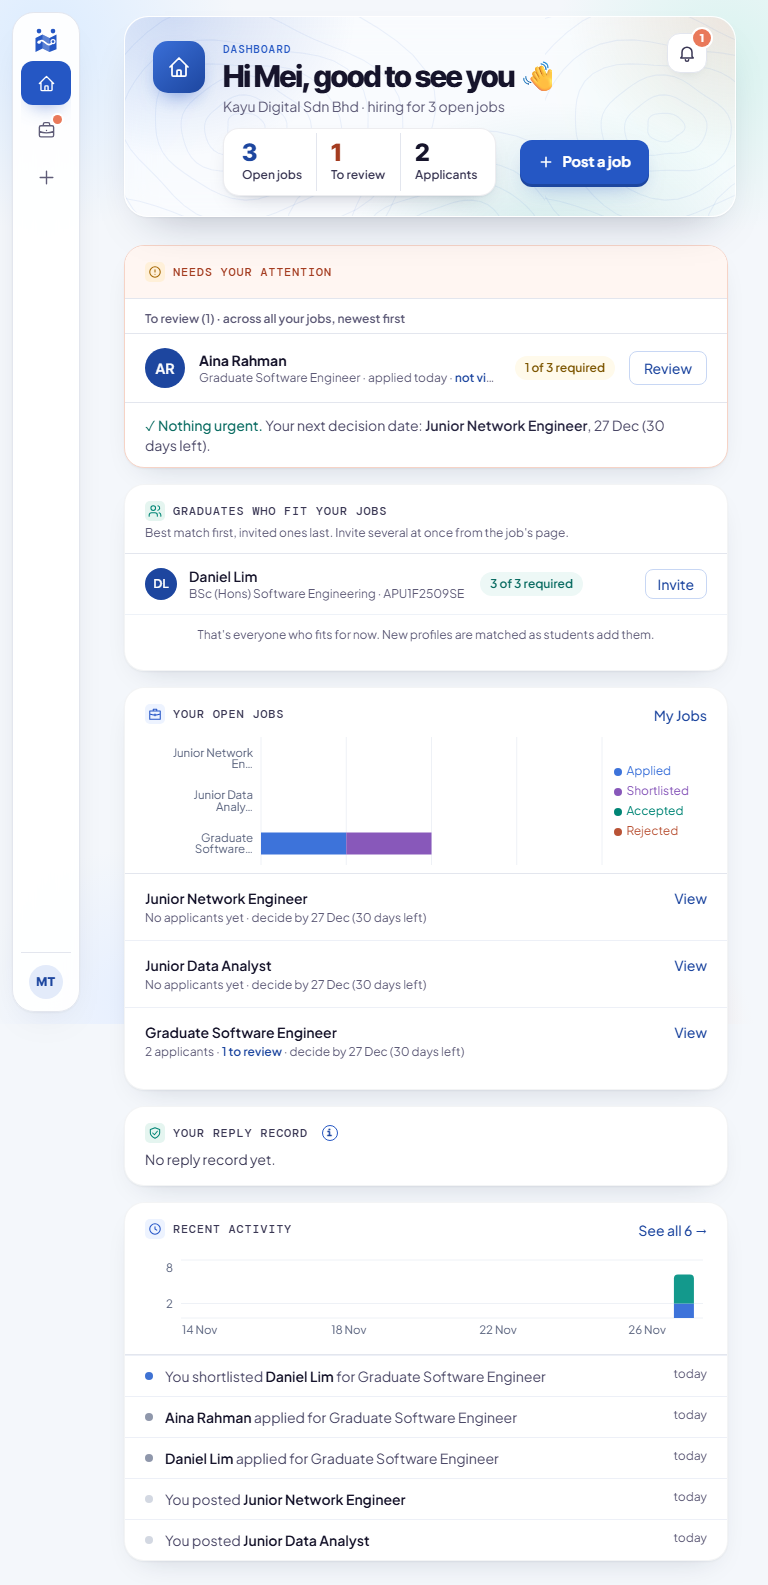 DASHBOARD
Hi Mei, good to see you 👋
Kayu Digital Sdn Bhd · hiring for 3 open jobs
1
3 Open jobs
1 To review
2 Applicants
+ Post a job
NEEDS YOUR ATTENTION
To review (1) · across all your jobs, newest first
AR
Aina Rahman
Graduate Software Engineer · applied today · not vi...
1 of 3 required
Review
✓ Nothing urgent. Your next decision date: Junior Network Engineer, 27 Dec (30
days left).
GRADUATES WHO FIT YOUR JOBS
Best match first, invited ones last. Invite several at once from the job's page.
DL
Daniel Lim
BSc (Hons) Software Engineering · APU1F2509SE
3 of 3 required
Invite
That's everyone who fits for now. New profiles are matched as students add them.
YOUR OPEN JOBS
My Jobs
Junior Network
En...
Junior Data
Analy...
Graduate
Software...
Applied
Shortlisted
Accepted
Rejected
Junior Network Engineer
View
No applicants yet · decide by 27 Dec (30 days left)
Junior Data Analyst
View
No applicants yet · decide by 27 Dec (30 days left)
Graduate Software Engineer
View
2 applicants · 1 to review · decide by 27 Dec (30 days left)
MT
YOUR REPLY RECORD i
No reply record yet.
RECENT ACTIVITY
See all 6 →
8
2
14 Nov 18 Nov 22 Nov 26 Nov
You shortlisted Daniel Lim for Graduate Software Engineer today
Aina Rahman applied for Graduate Software Engineer today
Daniel Lim applied for Graduate Software Engineer today
You posted Junior Network Engineer today
You posted Junior Data Analyst today